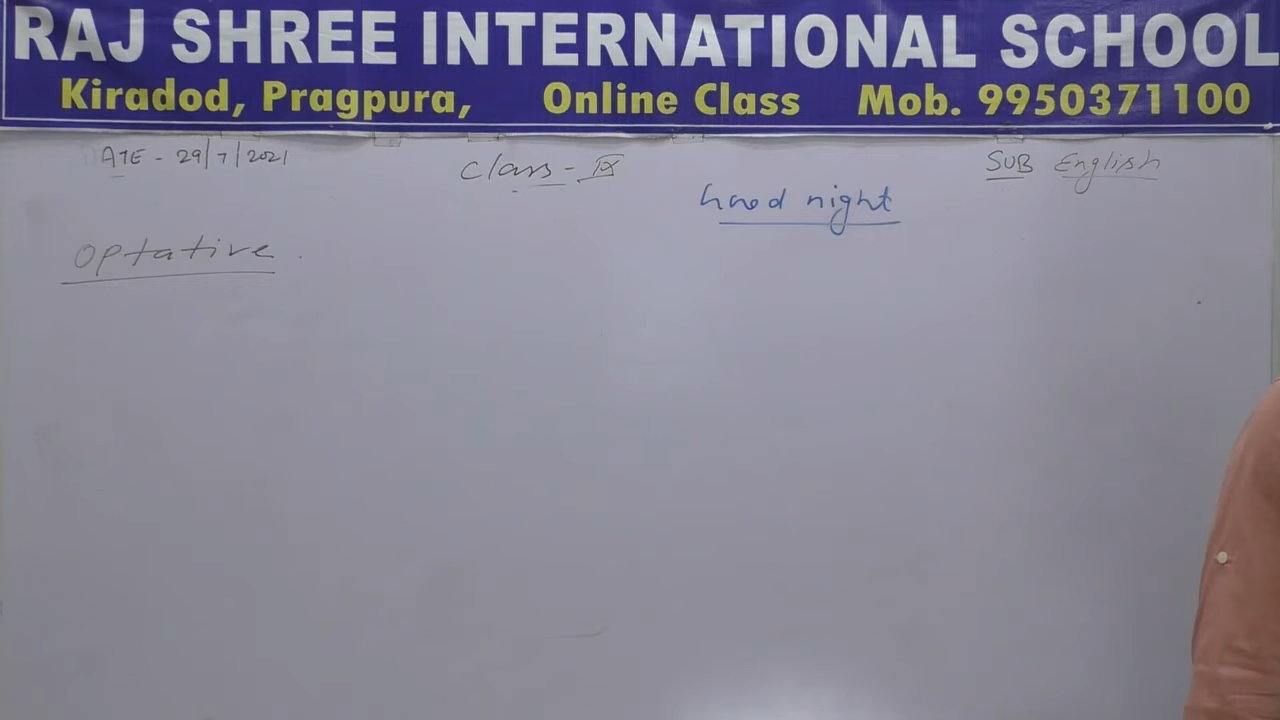 RAJ SHREE INTERNATIONAL SCHOOL
Kiradod, Pragpura, Online Class Mob. 9950371100
ATE - 29/7/2021 Class - IX SUB English
Good night
Optative